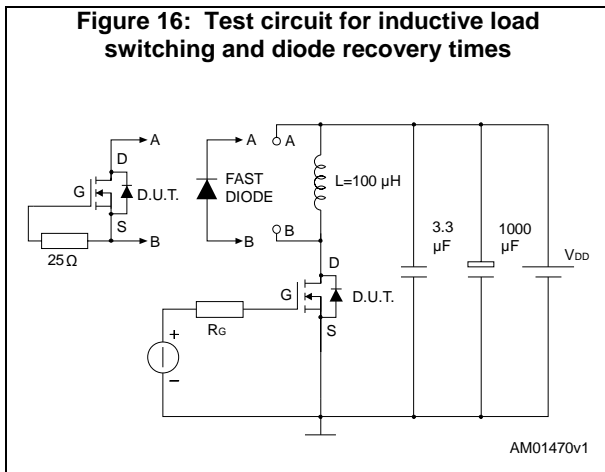 Figure 16: Test circuit for inductive load
switching and diode recovery times
A
D
G
D.U.T.
S
B
25Ω
A
FAST
DIODE
B
A
L=100 µH
B
D
G
D.U.T.
S
RG
+
–
3.3
µF
1000
µF
VDD
AM01470v1